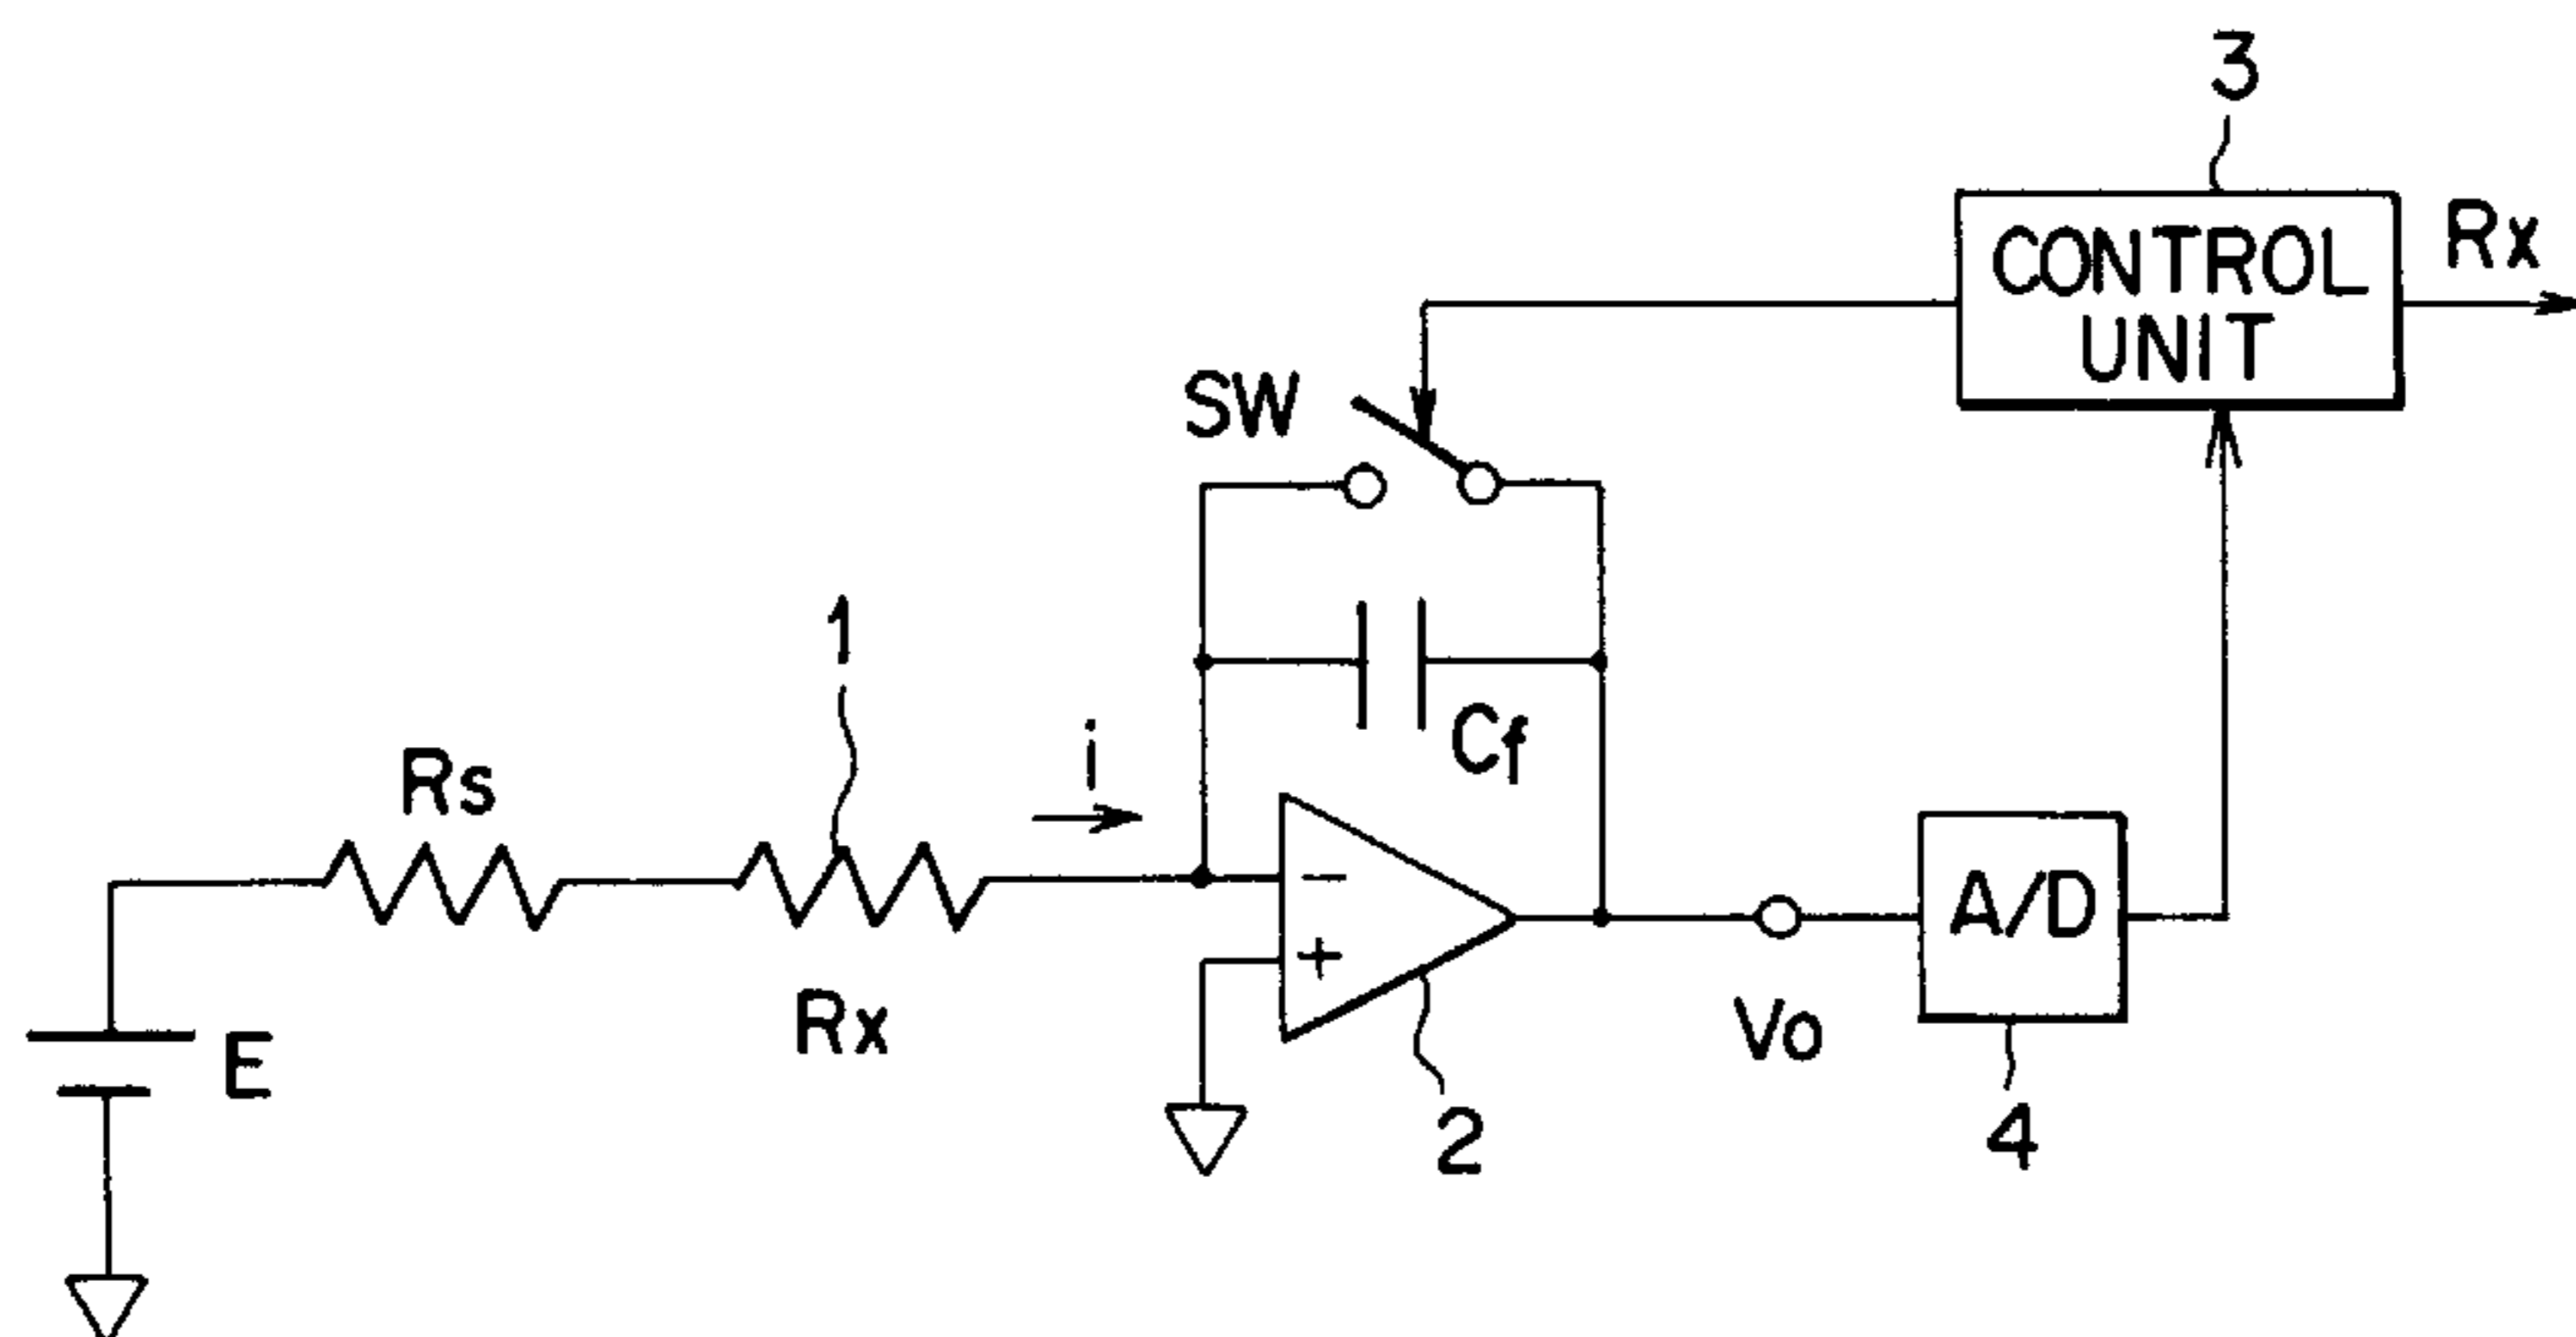 3
CONTROL
UNIT
Rx
SW
1
Cf
i
Rs
Rx
E
−
+
2
Vo
A/D
4